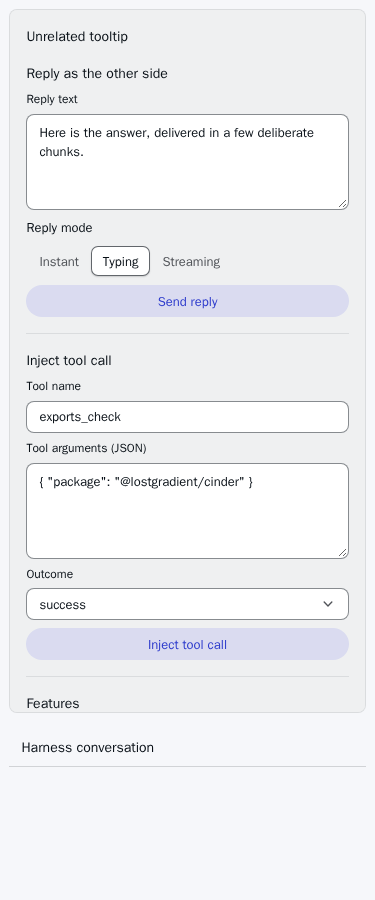 Unrelated tooltip
Reply as the other side
Reply text
Here is the answer, delivered in a few deliberate
chunks.
Reply mode
Instant Typing Streaming
Send reply
Inject tool call
Tool name
exports_check
Tool arguments (JSON)
{ "package": "@lostgradient/cinder" }
Outcome
success
Inject tool call
Features
Harness conversation